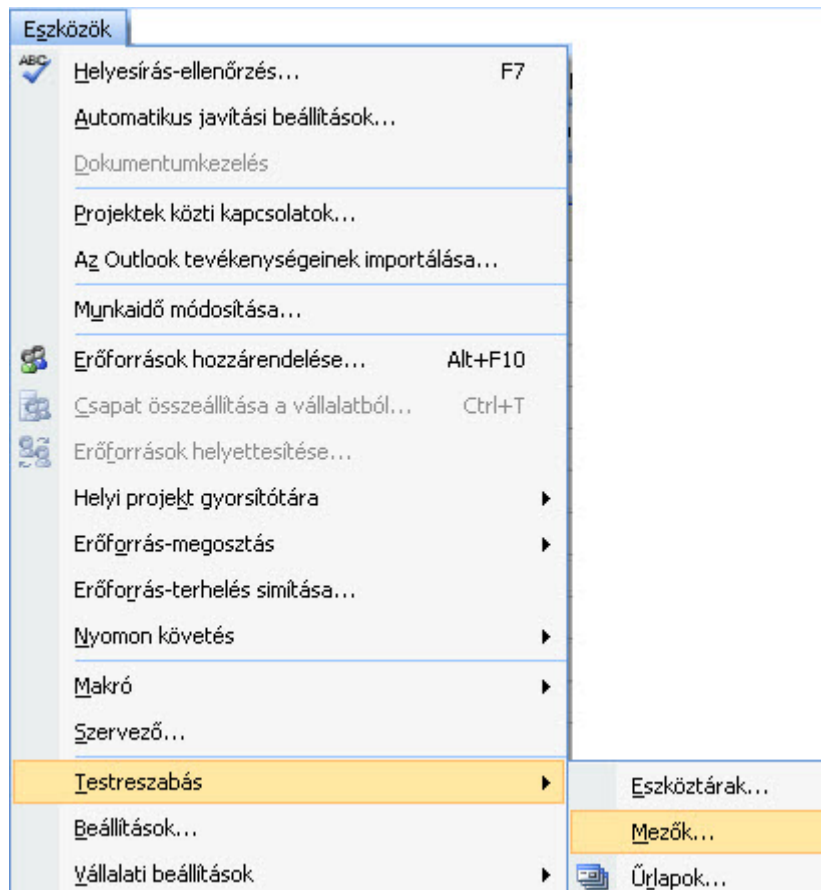 Eszközök
ABC
Helyesírás-ellenőrzés... F7
Automatikus javítási beállítások...
Dokumentumkezelés
Projektek közti kapcsolatok...
Az Outlook tevékenységeinek importálása...
Munkaidő módosítása...
Erőforrások hozzárendelése... Alt+F10
Csapat összeállítása a vállalatból... Ctrl+T
Erőforrások helyettesítése...
Helyi projekt gyorsítótára
Erőforrás-megosztás
Erőforrás-terhelés simítása...
Nyomon követés
Makró
Szervező...
Testreszabás
Eszköztárak...
Beállítások...
Mezők...
Vállalati beállítások
Űrlapok...